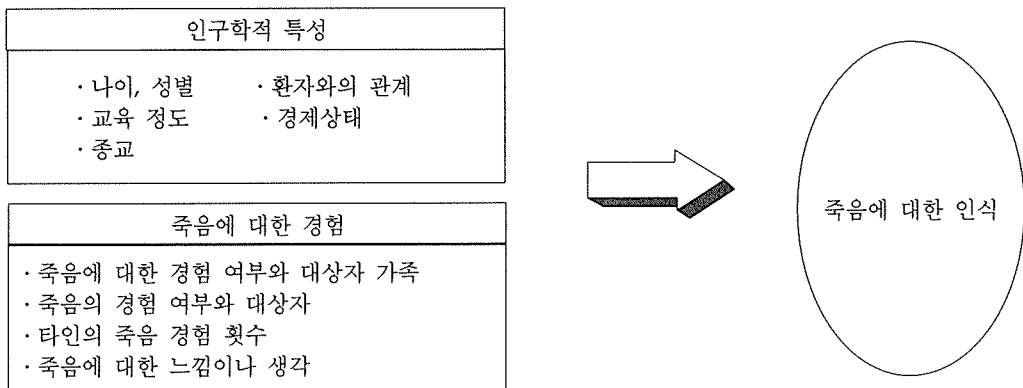 인구학적 특성
· 나이, 성별 · 환자와의 관계
· 교육 정도 · 경제상태
· 종교
죽음에 대한 경험
· 죽음에 대한 경험 여부와 대상자 가족
· 죽음의 경험 여부와 대상자
· 타인의 죽음 경험 횟수
· 죽음에 대한 느낌이나 생각
죽음에 대한 인식